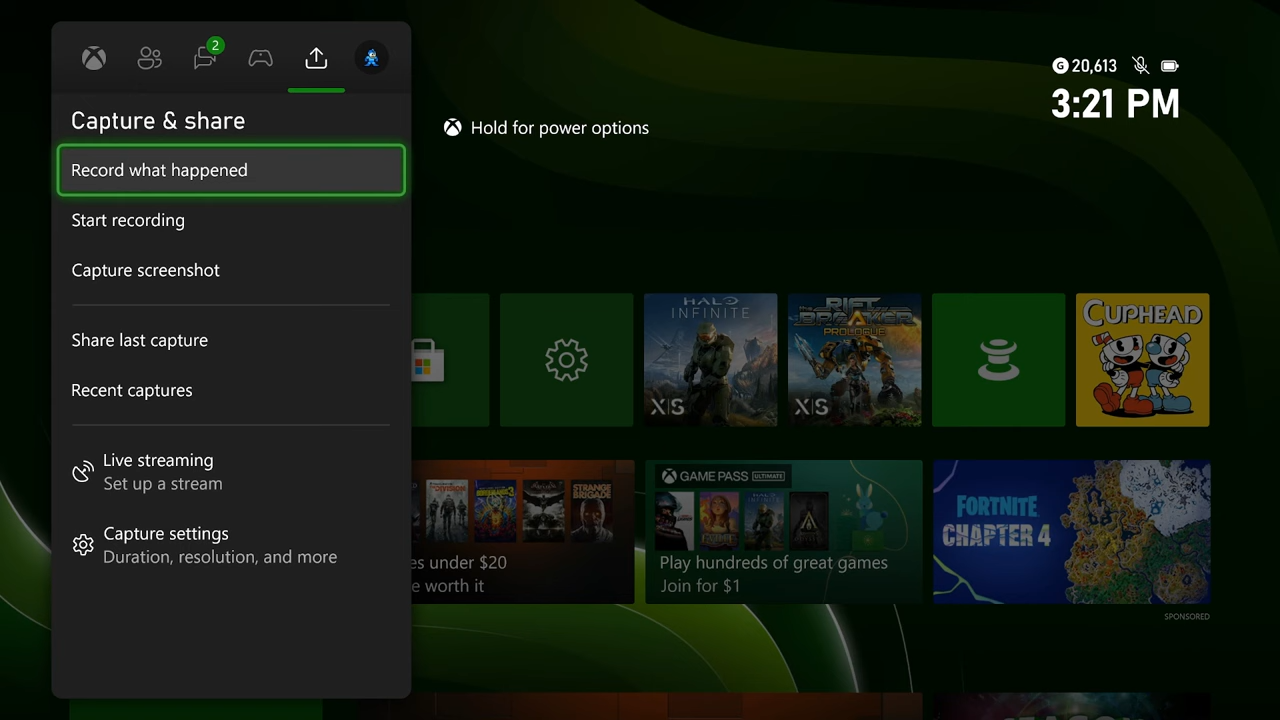 2
Capture & share
Record what happened
Start recording
Capture screenshot
Share last capture
Recent captures
Live streaming
Set up a stream
Capture settings
Duration, resolution, and more
Hold for power options
G 20,613
3:21 PM
HALO
INFINITE
X|S
RIFT
BREAKER
PROLOGUE
X|S
CUPHEAD
BORDERLANDS 3
STRANGE
BRIGADE
es under $20
e worth it
GAME PASS ULTIMATE
Play hundreds of great games
Join for $1
FORTNITE
CHAPTER 4
SPONSORED